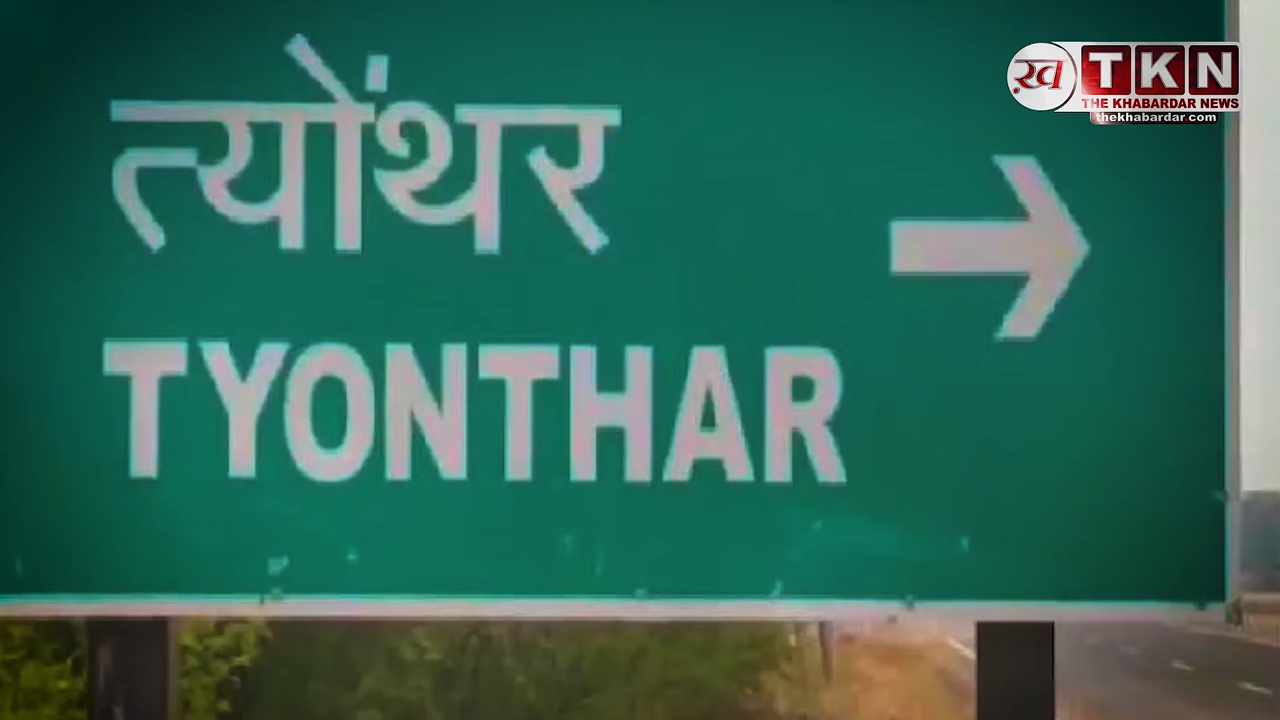 त्योंथर
TYONTHAR
ख़
TKN
THE KHABARDAR NEWS
thekhabardar.com